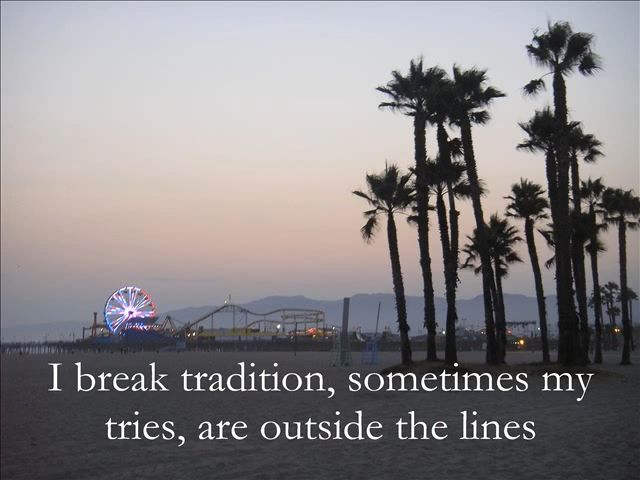 I break tradition, sometimes my
tries, are outside the lines